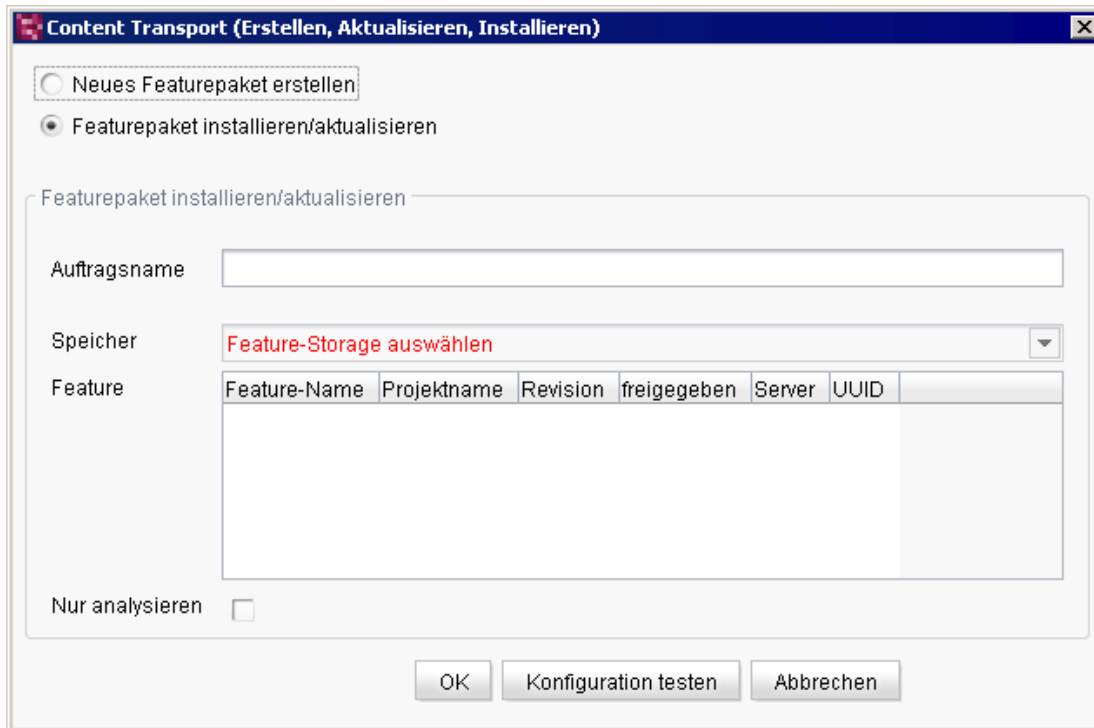 Content Transport (Erstellen, Aktualisieren, Installieren)
Neues Featurepaket erstellen
Featurepaket installieren/aktualisieren
Featurepaket installieren/aktualisieren
Auftragsname
Speicher Feature-Storage auswählen
Feature Feature-Name Projektname Revision freigegeben Server UUID
Nur analysieren
OK Konfiguration testen Abbrechen